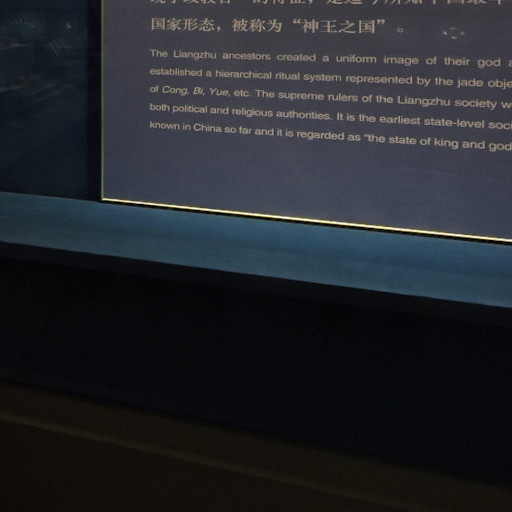 国家形态，被称为“神王之国”。
The Liangzhu ancestors created a uniform image of their god
established a hierarchical ritual system represented by the jade
of Cong, Bi, Yue, etc. The supreme rulers of the Liangzhu society
both political and religious authorities. It is the earliest state-level
known in China so far and it is regarded as “the state of king and god